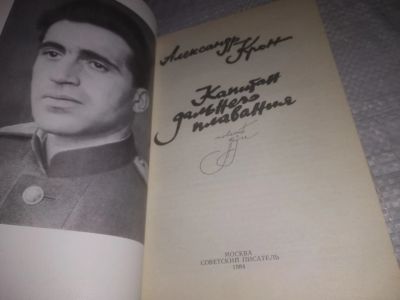 Александр Крон
Капитан
дальнего
плавания
МОСКВА
СОВЕТСКИЙ ПИСАТЕЛЬ
1984